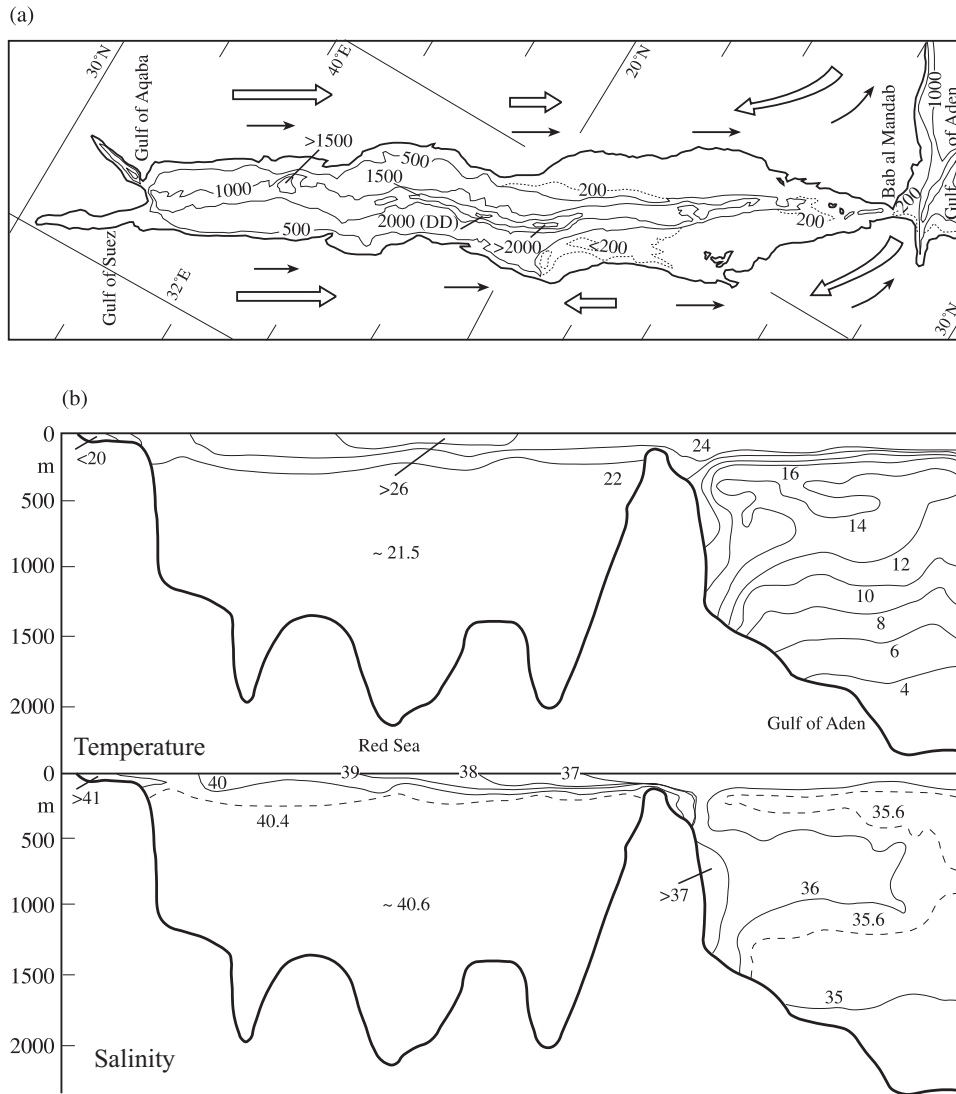 (a)
30°N
Gulf of Aqaba
40°E
20°N
Bab al Mandab
1000
Gulf of Aden
>1500
500
1500
1000
200
200
200
500
2000 (DD)
>2000
<200
Gulf of Suez
32°E
30°N
(b)
0
24
m
<20
>26
22
16
500
14
~ 21.5
1000
12
10
1500
8
6
2000
4
Gulf of Aden
Temperature
Red Sea
0
39
38
37
40
m
>41
40.4
35.6
500
>37
36
1000
~ 40.6
35.6
1500
35
2000
Salinity